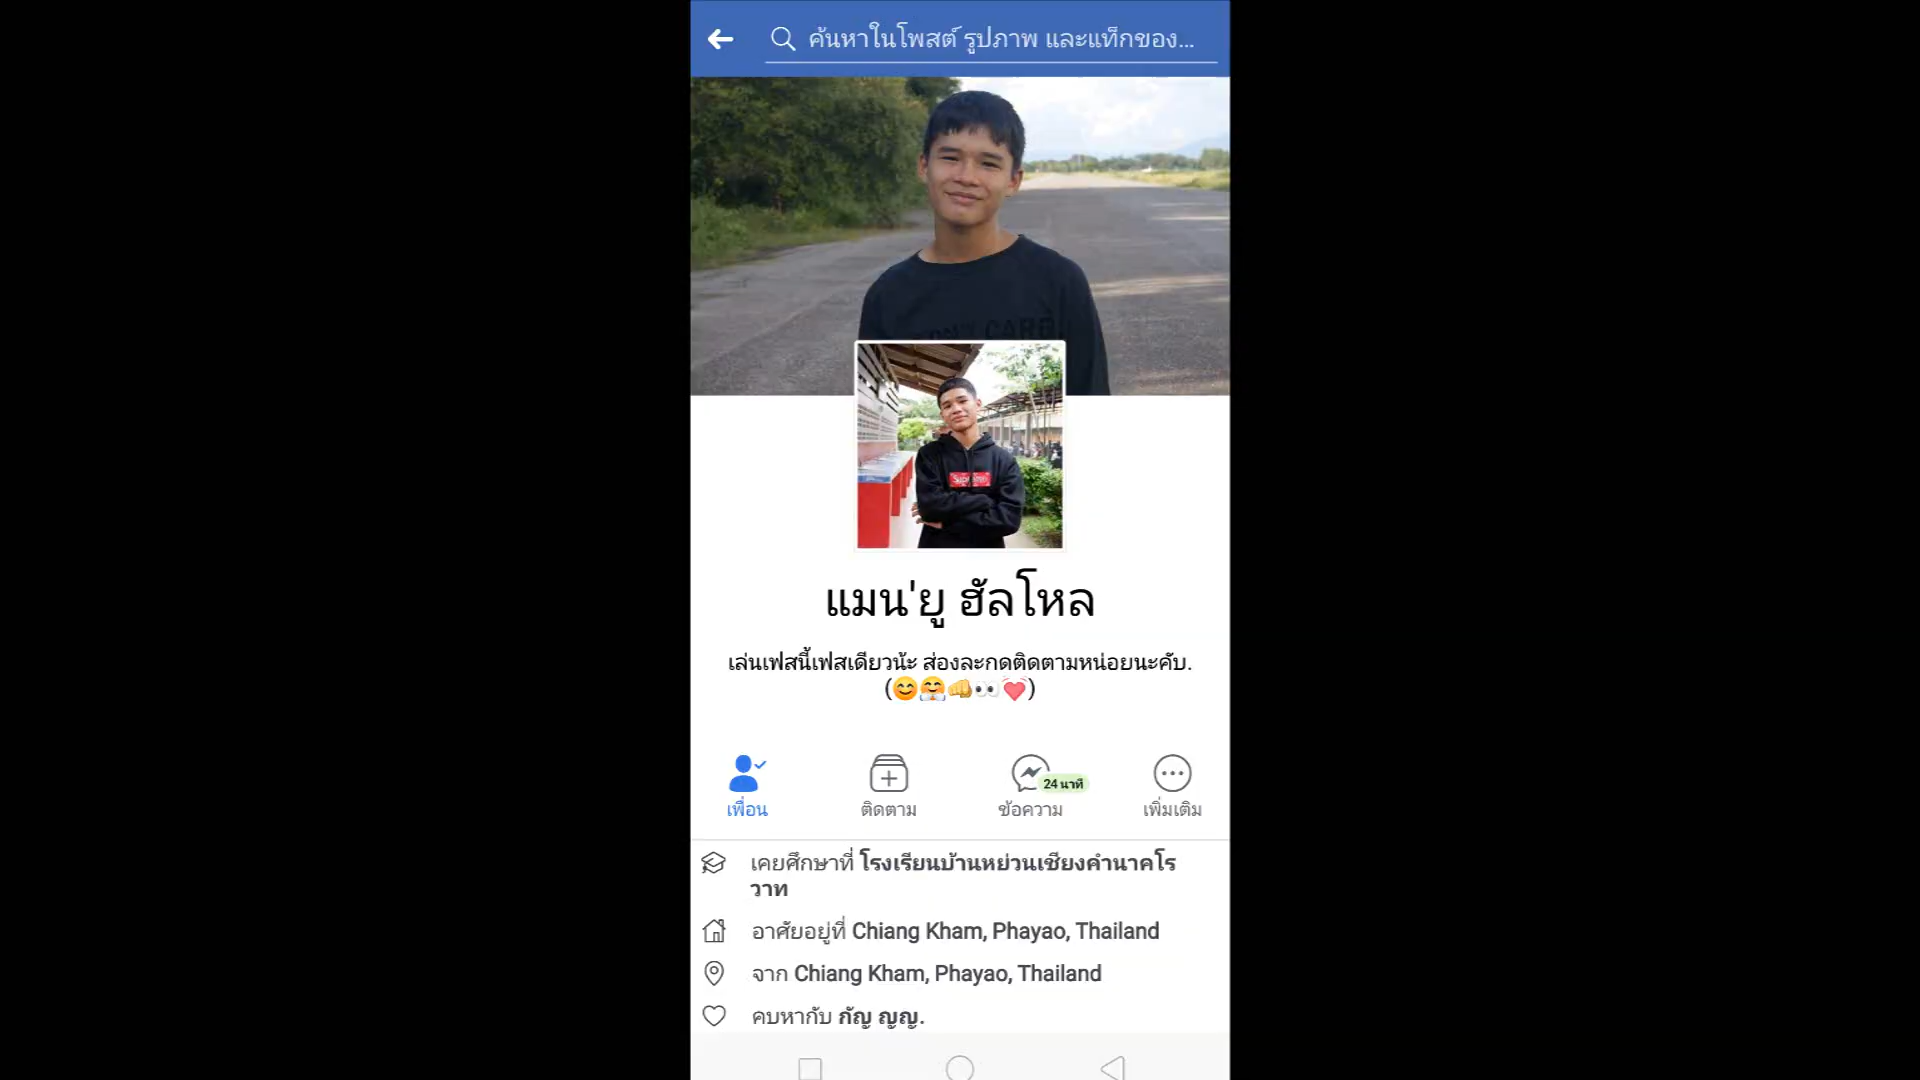 ค้นหาในโพสต์ รูปภาพ และแท็กของ...
CARE
Supreme
แมน'ยู ฮัลโหล
เล่นเฟสนี้เฟสเดียวน้ะ ส่องละกดติดตามหน่อยนะคับ.
(😊🤗👊👀💓)
24 นาที
เพื่อน ติดตาม ข้อความ เพิ่มเติม
เคยศึกษาที่ โรงเรียนบ้านหย่วนเชียงคำนาคโร
วาท
อาศัยอยู่ที่ Chiang Kham, Phayao, Thailand
จาก Chiang Kham, Phayao, Thailand
คบหากับ กัญ ญญ.